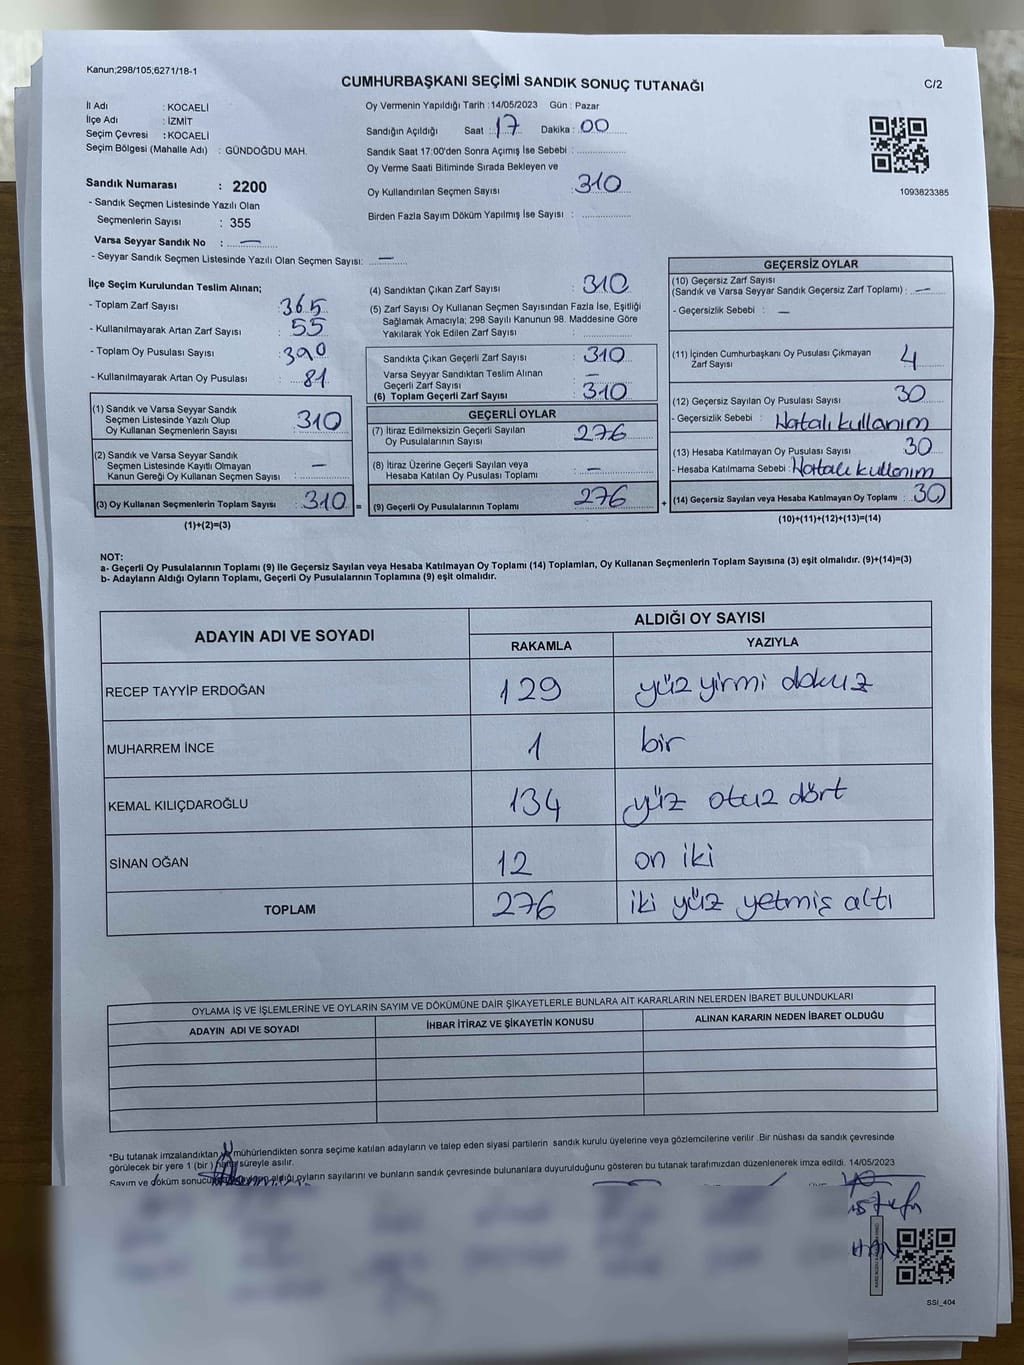 Kanun;298/105;6271/18-1
CUMHURBAŞKANI SEÇİMİ SANDIK SONUÇ TUTANAĞI
C/2
İl Adı : KOCAELİ
İlçe Adı : İZMİT
Seçim Çevresi : KOCAELİ
Seçim Bölgesi (Mahalle Adı) : GÜNDOĞDU MAH.
Oy Vermenin Yapıldığı Tarih : 14/05/2023 Gün : Pazar
Sandığın Açıldığı Saat : 17 Dakika : 00
Sandık Saat 17:00'den Sonra Açımış İse Sebebi :
Oy Verme Saati Bitiminde Sırada Bekleyen ve
Oy Kullandırılan Seçmen Sayısı : 310
Birden Fazla Sayım Döküm Yapılmış İse Sayısı :
1093823385
Sandık Numarası : 2200
- Sandık Seçmen Listesinde Yazılı Olan
Seçmenlerin Sayısı : 355
Varsa Seyyar Sandık No : —
- Seyyar Sandık Seçmen Listesinde Yazılı Olan Seçmen Sayısı: —
İlçe Seçim Kurulundan Teslim Alınan;
- Toplam Zarf Sayısı : 365
- Kullanılmayarak Artan Zarf Sayısı : 55
- Toplam Oy Pusulası Sayısı : 390
- Kullanılmayarak Artan Oy Pusulası : 81
(1) Sandık ve Varsa Seyyar Sandık
Seçmen Listesinde Yazılı Olup
Oy Kullanan Seçmenlerin Sayısı : 310
(2) Sandık ve Varsa Seyyar Sandık
Seçmen Listesinde Kayıtlı Olmayan
Kanun Gereği Oy Kullanan Seçmen Sayısı : —
(3) Oy Kullanan Seçmenlerin Toplam Sayısı : 310 =
(1)+(2)=(3)
(4) Sandıktan Çıkan Zarf Sayısı : 310
(5) Zarf Sayısı Oy Kullanan Seçmen Sayısından Fazla İse, Eşitliği
Sağlamak Amacıyla; 298 Sayılı Kanunun 98. Maddesine Göre
Yakılarak Yok Edilen Zarf Sayısı :
Sandıkta Çıkan Geçerli Zarf Sayısı : 310
Varsa Seyyar Sandıktan Teslim Alınan
Geçerli Zarf Sayısı : —
(6) Toplam Geçerli Zarf Sayısı : 310
GEÇERLİ OYLAR
(7) İtiraz Edilmeksizin Geçerli Sayılan
Oy Pusulalarının Sayısı : 276
(8) İtiraz Üzerine Geçerli Sayılan veya
Hesaba Katılan Oy Pusulası Toplamı : —
(9) Geçerli Oy Pusulalarının Toplamı : 276 +
GEÇERSİZ OYLAR
(10) Geçersiz Zarf Sayısı
(Sandık ve Varsa Seyyar Sandık Geçersiz Zarf Toplamı) : —
- Geçersizlik Sebebi : —
(11) İçinden Cumhurbaşkanı Oy Pusulası Çıkmayan
Zarf Sayısı : 4
(12) Geçersiz Sayılan Oy Pusulası Sayısı : 30
- Geçersizlik Sebebi : Hatalı kullanım
(13) Hesaba Katılmayan Oy Pusulası Sayısı : 30
- Hesaba Katılmama Sebebi : Hatalı kullanım
(14) Geçersiz Sayılan veya Hesaba Katılmayan Oy Toplamı : 30
(10)+(11)+(12)+(13)=(14)
NOT:
a- Geçerli Oy Pusulalarının Toplamı (9) ile Geçersiz Sayılan veya Hesaba Katılmayan Oy Toplamı (14) Toplamları, Oy Kullanan Seçmenlerin Toplam Sayısına (3) eşit olmalıdır. (9)+(14)=(3)
b- Adayların Aldığı Oyların Toplamı, Geçerli Oy Pusulalarının Toplamına (9) eşit olmalıdır.
ADAYIN ADI VE SOYADI
ALDIĞI OY SAYISI
RAKAMLA YAZIYLA
RECEP TAYYİP ERDOĞAN 129 yüz yirmi dokuz
MUHARREM İNCE 1 bir
KEMAL KILIÇDAROĞLU 134 yüz otuz dört
SİNAN OĞAN 12 on iki
TOPLAM 276 iki yüz yetmiş altı
OYLAMA İŞ VE İŞLEMLERİNE VE OYLARIN SAYIM VE DÖKÜMÜNE DAİR ŞİKAYETLERLE BUNLARA AİT KARARLARIN NELERDEN İBARET BULUNDUKLARI
ADAYIN ADI VE SOYADI İHBAR İTİRAZ VE ŞİKAYETİN KONUSU ALINAN KARARIN NEDEN İBARET OLDUĞU
*Bu tutanak imzalandıktan mühürlendikten sonra seçime katılan adayların ve talep eden siyasi partilerin sandık kurulu üyelerine veya gözlemcilerine verilir .Bir nüshası da sandık çevresinde
görülecek bir yere 1 (bir) süreyle asılır.
Sayım ve döküm aldığı oyların sayılarını ve bunların sandık çevresinde bulunanlara duyurulduğunu gösteren bu tutanak tarafımızdan düzenlenerek imza edildi. 14/05/2023
SSI_404